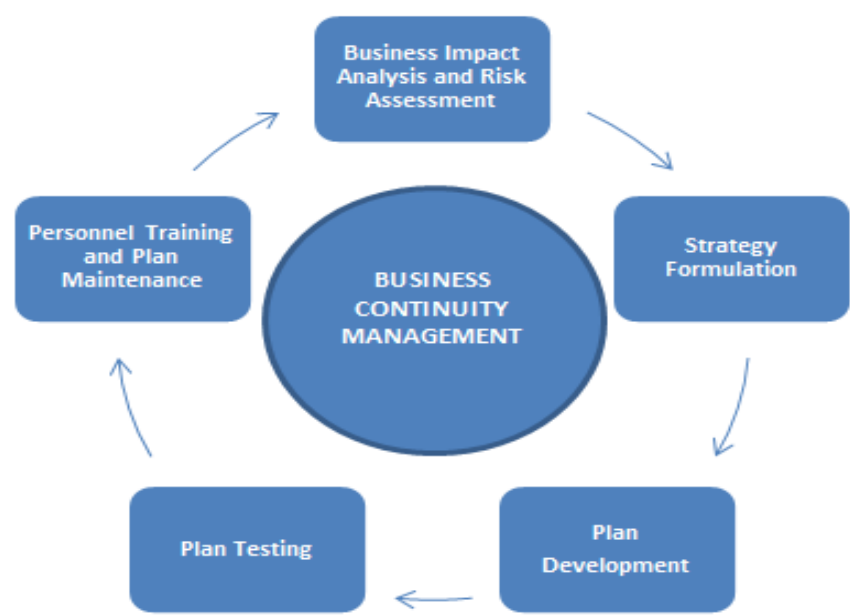 Business Impact
Analysis and Risk
Assessment
Personnel Training
and Plan
Maintenance
Strategy
Formulation
BUSINESS
CONTINUITY
MANAGEMENT
Plan Testing
Plan
Development